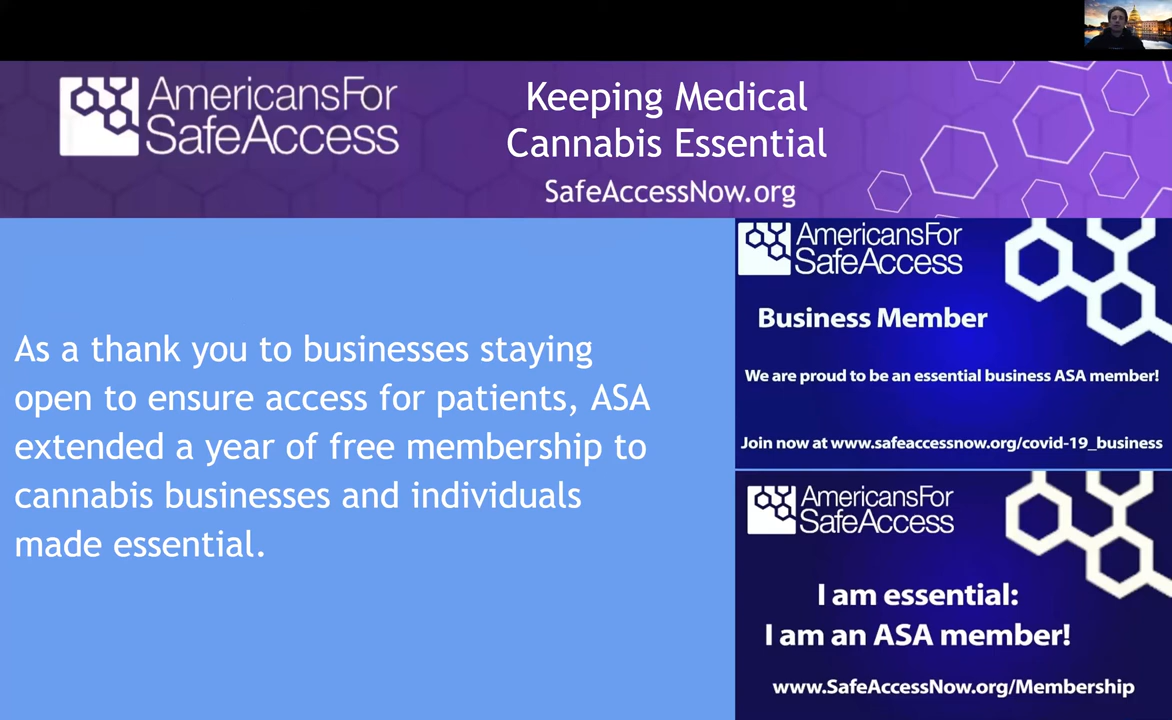 AmericansFor
SafeAccess
Keeping Medical
Cannabis Essential
SafeAccessNow.org
As a thank you to businesses staying
open to ensure access for patients, ASA
extended a year of free membership to
cannabis businesses and individuals
made essential.
AmericansFor
SafeAccess
Business Member
We are proud to be an essential business ASA member!
Join now at www.safeaccessnow.org/covid-19_business
AmericansFor
SafeAccess
I am essential:
I am an ASA member!
www.SafeAccessNow.org/Membership